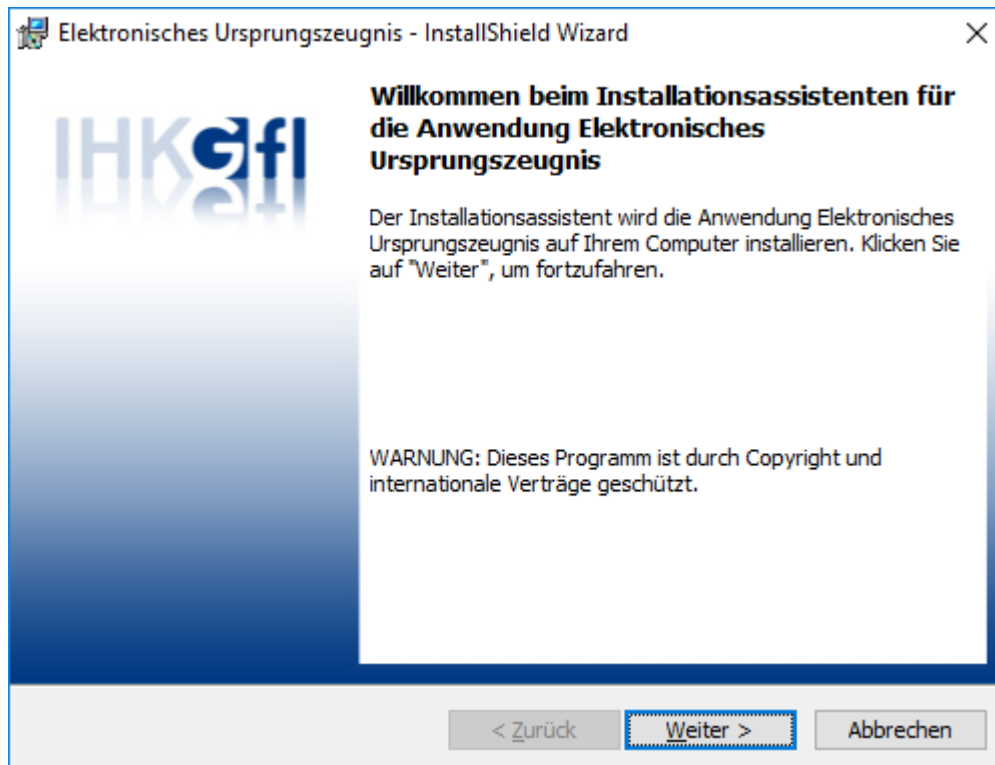 Elektronisches Ursprungszeugnis - InstallShield Wizard
IHKGfI
Willkommen beim Installationsassistenten für
die Anwendung Elektronisches
Ursprungszeugnis
Der Installationsassistent wird die Anwendung Elektronisches
Ursprungszeugnis auf Ihrem Computer installieren. Klicken Sie
auf "Weiter", um fortzufahren.
WARNUNG: Dieses Programm ist durch Copyright und
internationale Verträge geschützt.
< Zurück
Weiter >
Abbrechen